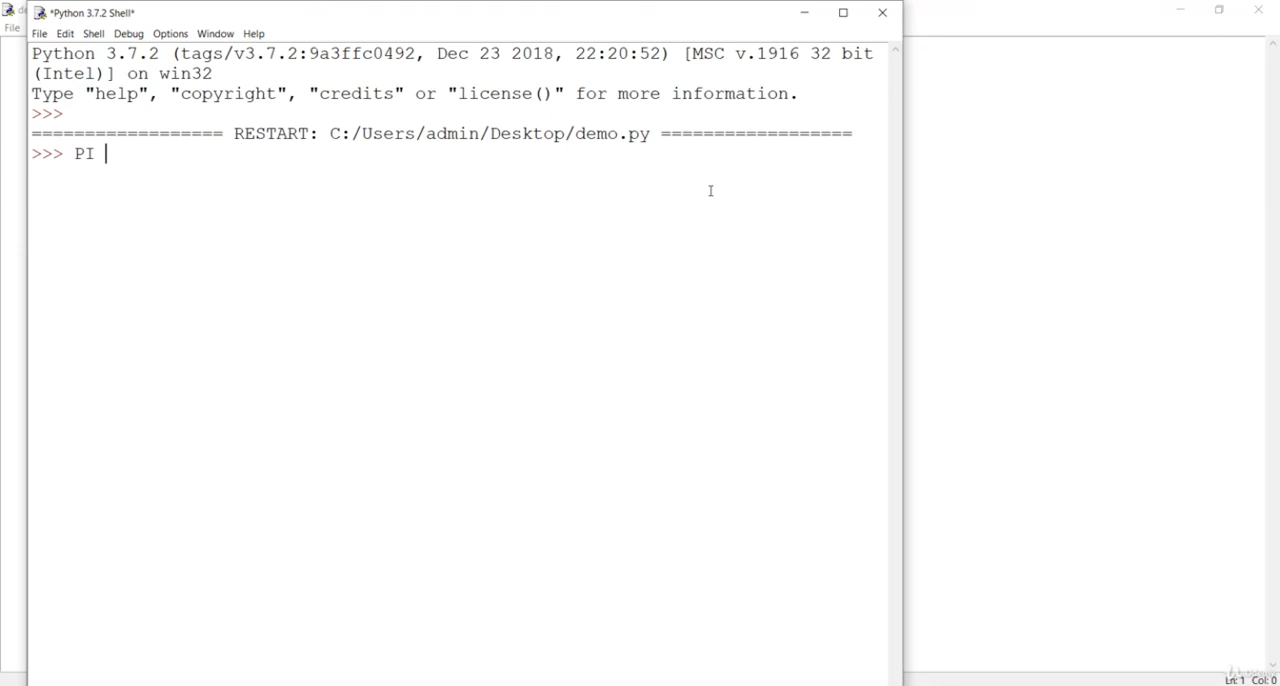 *Python 3.7.2 Shell*
File
File Edit Shell Debug Options Window Help
Python 3.7.2 (tags/v3.7.2:9a3ffc0492, Dec 23 2018, 22:20:52) [MSC v.1916 32 bit
(Intel)] on win32
Type "help", "copyright", "credits" or "license()" for more information.
>>>
================== RESTART: C:/Users/admin/Desktop/demo.py ==================
>>> PI
Ln: 1 Col: 0